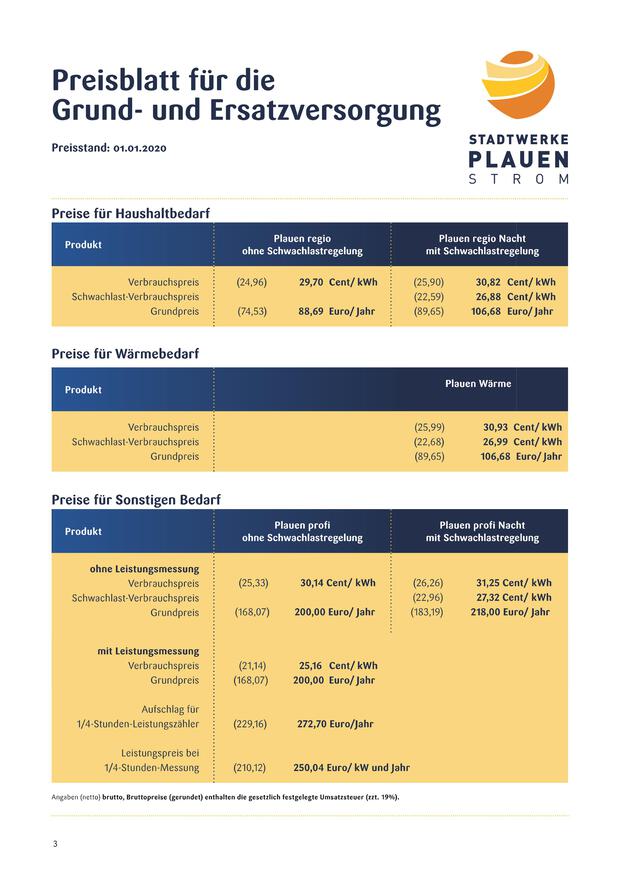 Preisblatt für die
Grund- und Ersatzversorgung
Preisstand: 01.01.2020
STADTWERKE
PLAUEN
STROM
Preise für Haushaltbedarf
Produkt
Plauen regio
ohne Schwachlastregelung
Plauen regio Nacht
mit Schwachlastregelung
Verbrauchspreis (24,96) 29,70 Cent/ kWh (25,90) 30,82 Cent/ kWh
Schwachlast-Verbrauchspreis (22,59) 26,88 Cent/ kWh
Grundpreis (74,53) 88,69 Euro/ Jahr (89,65) 106,68 Euro/ Jahr
Preise für Wärmebedarf
Produkt Plauen Wärme
Verbrauchspreis (25,99) 30,93 Cent/ kWh
Schwachlast-Verbrauchspreis (22,68) 26,99 Cent/ kWh
Grundpreis (89,65) 106,68 Euro/ Jahr
Preise für Sonstigen Bedarf
Produkt
Plauen profi
ohne Schwachlastregelung
Plauen profi Nacht
mit Schwachlastregelung
ohne Leistungsmessung
Verbrauchspreis (25,33) 30,14 Cent/ kWh (26,26) 31,25 Cent/ kWh
Schwachlast-Verbrauchspreis (22,96) 27,32 Cent/ kWh
Grundpreis (168,07) 200,00 Euro/ Jahr (183,19) 218,00 Euro/ Jahr
mit Leistungsmessung
Verbrauchspreis (21,14) 25,16 Cent/ kWh
Grundpreis (168,07) 200,00 Euro/Jahr
Aufschlag für
1/4-Stunden-Leistungszähler (229,16) 272,70 Euro/Jahr
Leistungspreis bei
1/4-Stunden-Messung (210,12) 250,04 Euro/ kW und Jahr
Angaben (netto) brutto, Bruttopreise (gerundet) enthalten die gesetzlich festgelegte Umsatzsteuer (zzt. 19%).
3